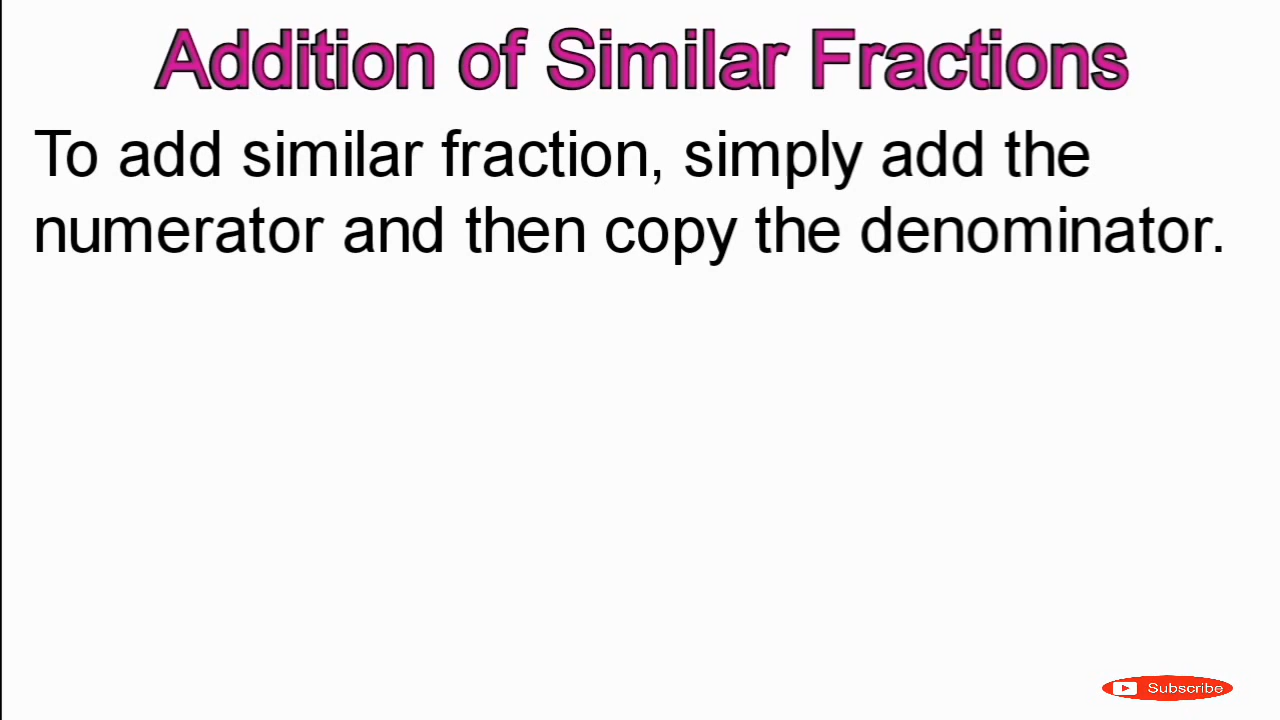 Addition of Similar Fractions
To add similar fraction, simply add the
numerator and then copy the denominator.
Subscribe